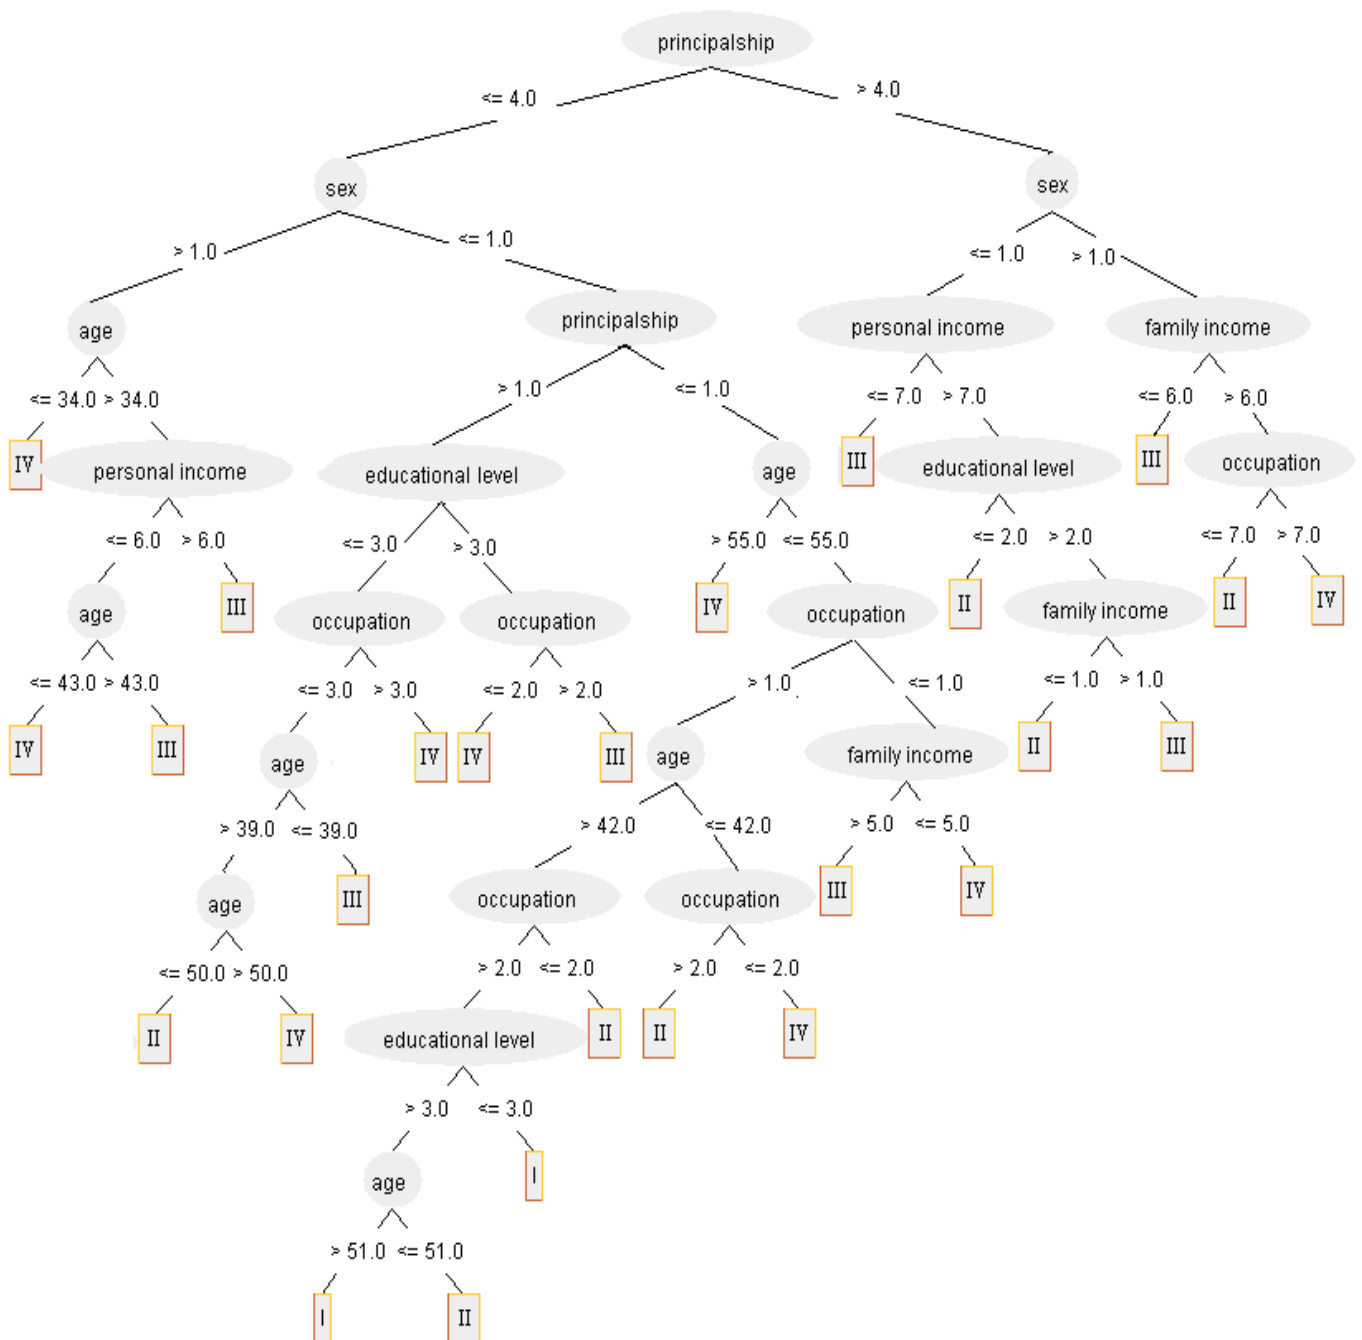 principalship
<= 4.0 > 4.0
sex sex
> 1.0 <= 1.0 <= 1.0 > 1.0
age principalship personal income family income
<= 34.0 > 34.0 > 1.0 <= 1.0 <= 7.0 > 7.0 <= 6.0 > 6.0
IV personal income educational level age III educational level III occupation
<= 6.0 > 6.0 <= 3.0 > 3.0 > 55.0 <= 55.0 <= 2.0 > 2.0 <= 7.0 > 7.0
age III occupation occupation IV occupation II family income II IV
<= 43.0 > 43.0 <= 3.0 > 3.0 <= 2.0 > 2.0 > 1.0 <= 1.0 <= 1.0 > 1.0
IV III age IV IV III age family income II III
> 39.0 <= 39.0 > 42.0 <= 42.0 > 5.0 <= 5.0
age III occupation occupation III IV
<= 50.0 > 50.0 > 2.0 <= 2.0 > 2.0 <= 2.0
II IV educational level II II IV
> 3.0 <= 3.0
age I
> 51.0 <= 51.0
I II